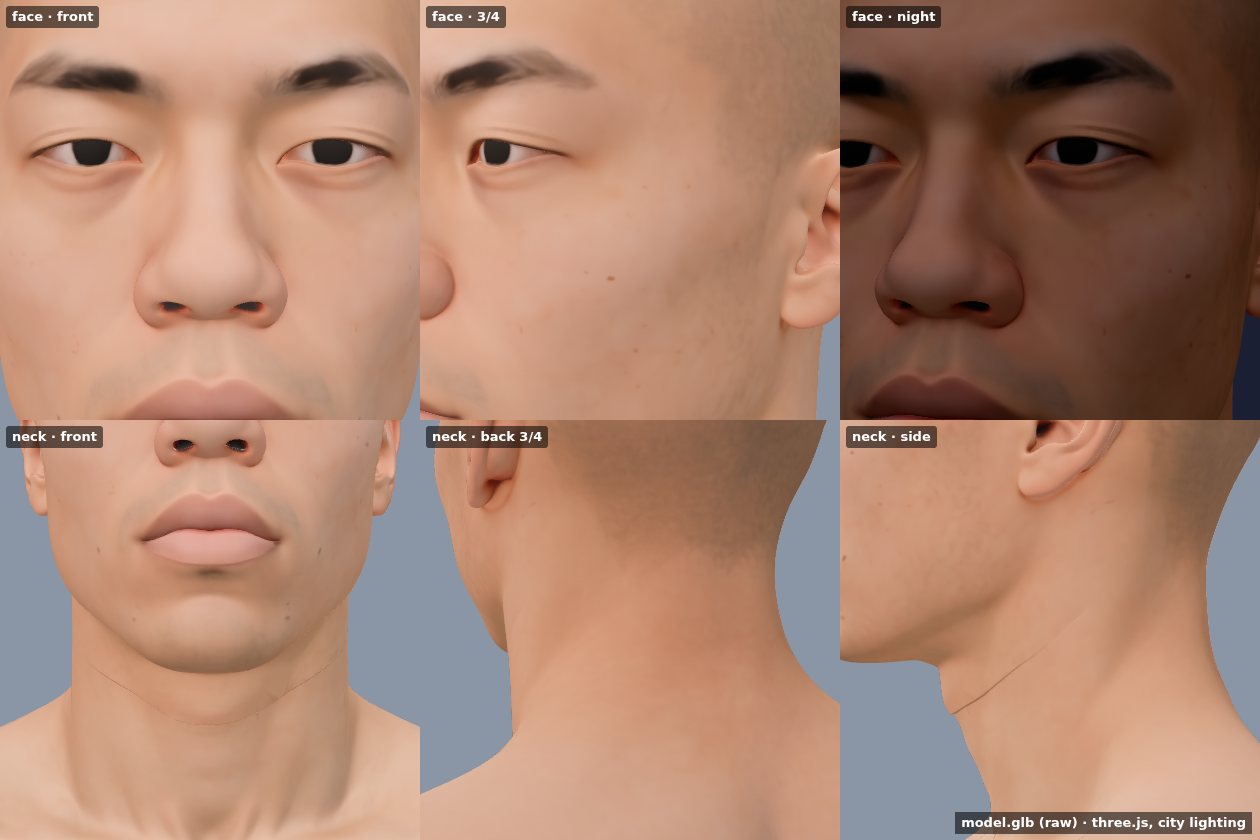 face · front
face · 3/4
face · night
neck · front
neck · back 3/4
neck · side
model.glb (raw) · three.js, city lighting